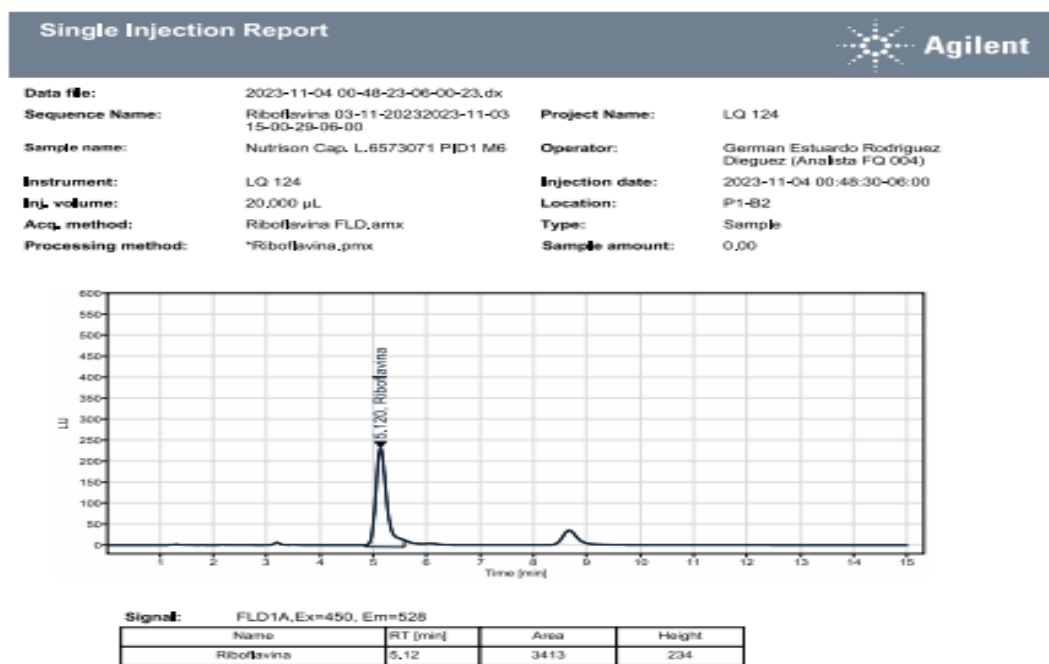 Single Injection Report
Agilent
Data file: 2023-11-04 00-48-23-06-00-23.dx
Sequence Name: Riboflavina 03-11-20232023-11-03 15-00-29-06-00 Project Name: LQ 124
Sample name: Nutrison Cap. L.6573071 P|D1 M6 Operator: German Estuardo Rodriguez Dieguez (Analista FQ 004)
Instrument: LQ 124 Injection date: 2023-11-04 00:48:30-06:00
Inj. volume: 20.000 µL Location: P1-B2
Acq. method: Riboflavina FLD.amx Type: Sample
Processing method: *Riboflavina.pmx Sample amount: 0.00
600
550
500
450
400
350
300
250
200
150
100
50
0
LU
5.120, Riboflavina
1 2 3 4 5 6 7 8 9 10 11 12 13 14 15
Time [min]
Signal: FLD1A,Ex=450, Em=528
Name RT [min] Area Height
Riboflavina 5.12 3413 234